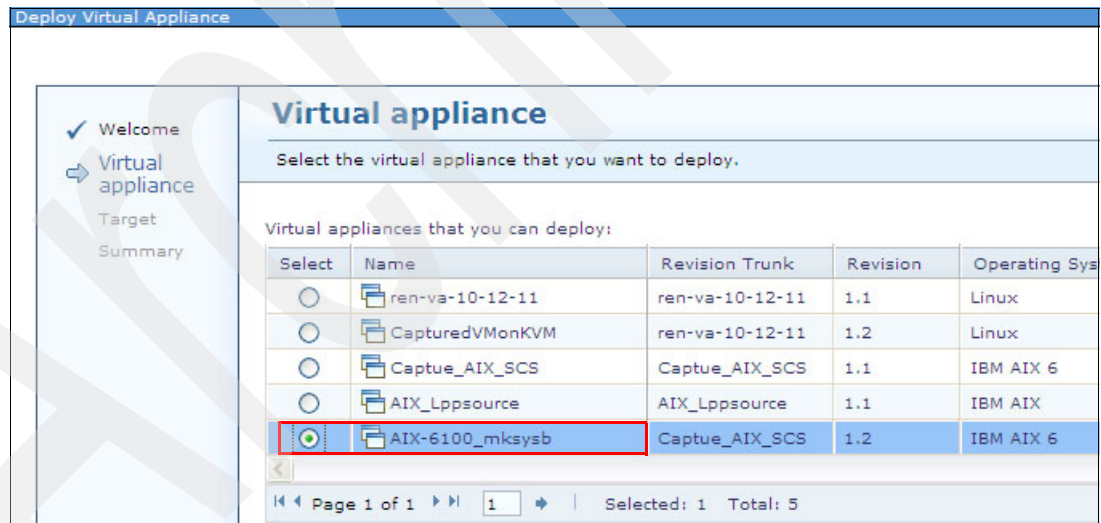 Deploy Virtual Appliance
Welcome
Virtual
appliance
Target
Summary
Virtual appliance
Select the virtual appliance that you want to deploy.
Virtual appliances that you can deploy:
Select Name Revision Trunk Revision Operating Sys
ren-va-10-12-11 ren-va-10-12-11 1.1 Linux
CapturedVMonKVM ren-va-10-12-11 1.2 Linux
Captue_AIX_SCS Captue_AIX_SCS 1.1 IBM AIX 6
AIX_Lppsource AIX_Lppsource 1.1 IBM AIX
AIX-6100_mksysb Captue_AIX_SCS 1.2 IBM AIX 6
Page 1 of 1 1 Selected: 1 Total: 5